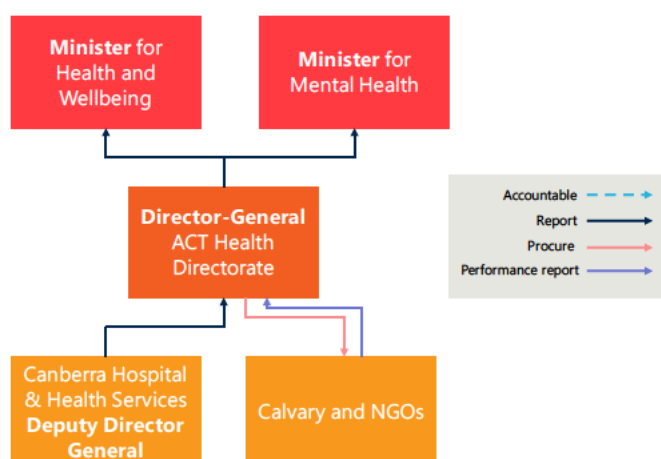 Minister for
Health and
Wellbeing
Minister for
Mental Health
Director-General
ACT Health
Directorate
Accountable
Report
Procure
Performance report
Canberra Hospital
& Health Services
Deputy Director
General
Calvary and NGOs